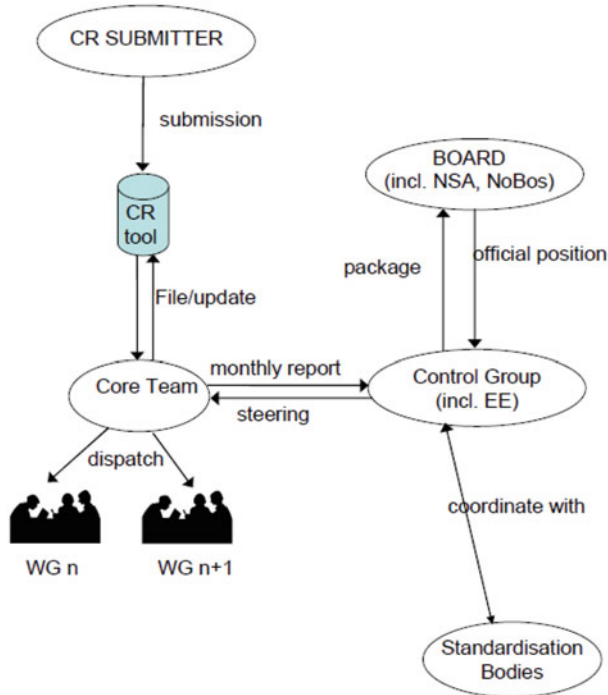 CR SUBMITTER
submission
CR
tool
File/update
BOARD
(incl. NSA, NoBos)
package
official position
Core Team
monthly report
steering
Control Group
(incl. EE)
dispatch
WG n
WG n+1
coordinate with
Standardisation
Bodies